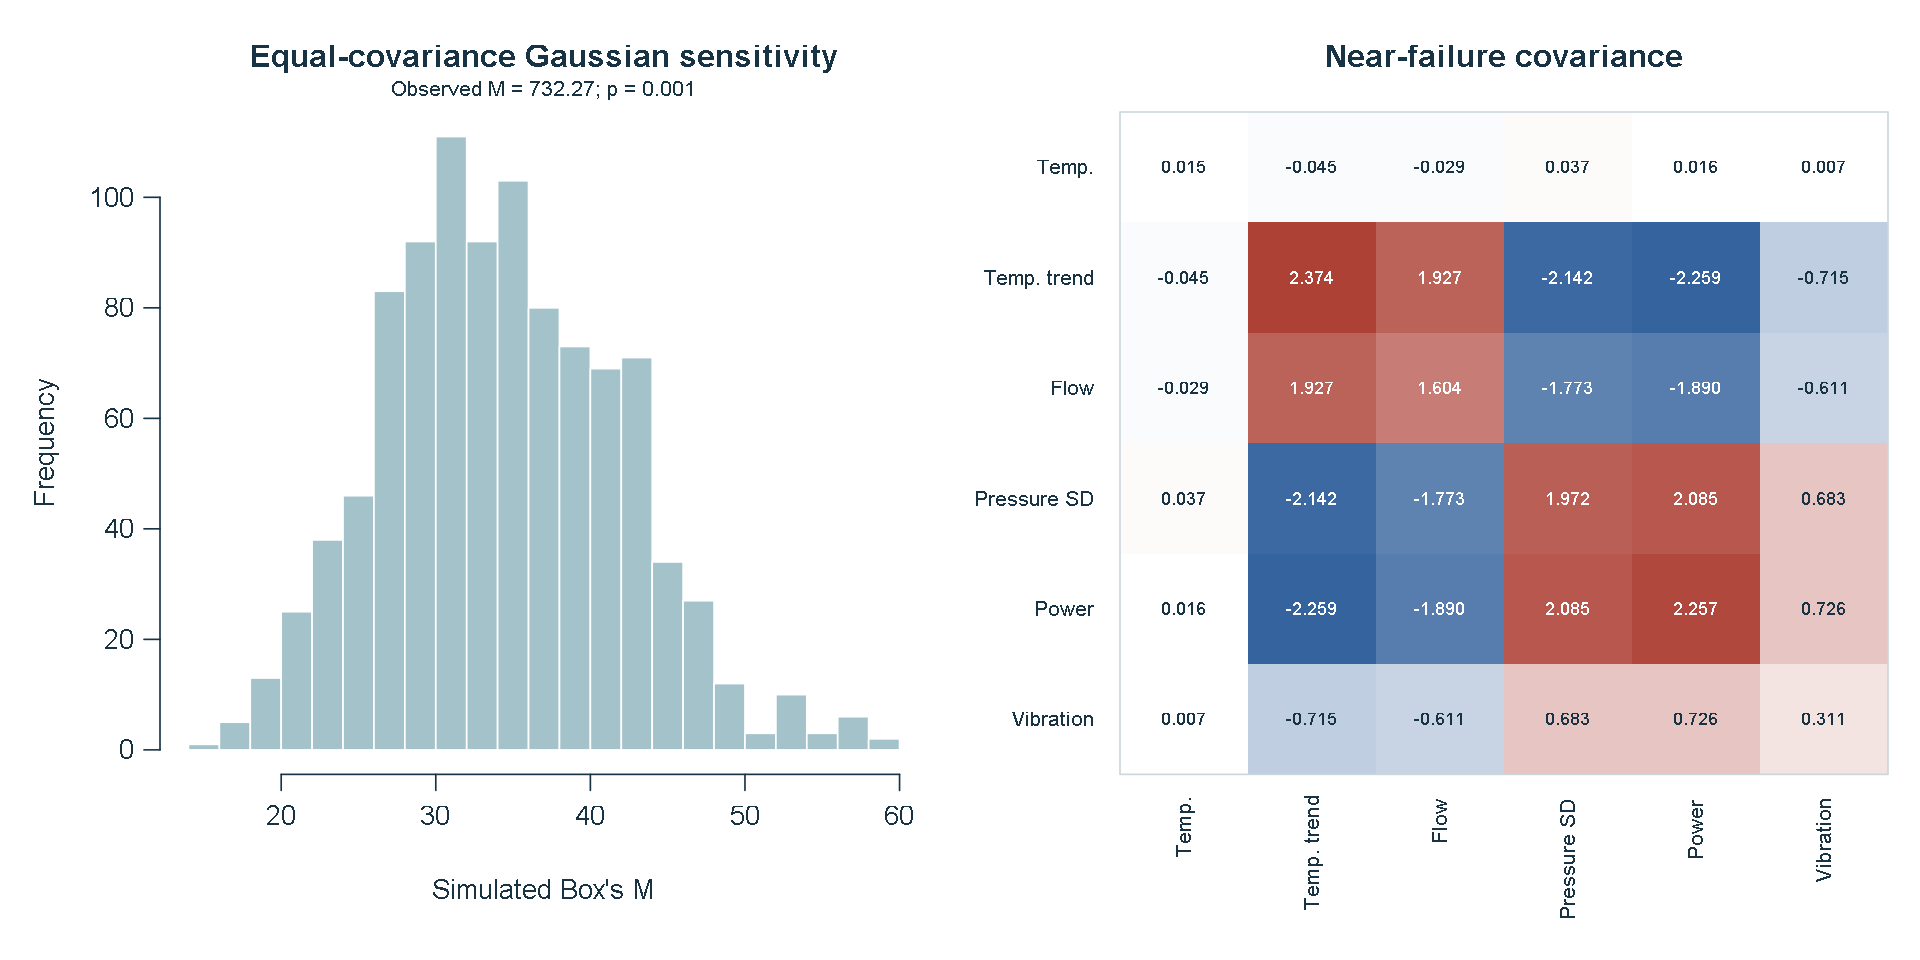 Equal-covariance Gaussian sensitivity
Observed M = 732.27; p = 0.001
Frequency
100
80
60
40
20
0
20 30 40 50 60
Simulated Box's M
Near-failure covariance
Temp. 0.015 -0.045 -0.029 0.037 0.016 0.007
Temp. trend -0.045 2.374 1.927 -2.142 -2.259 -0.715
Flow -0.029 1.927 1.604 -1.773 -1.890 -0.611
Pressure SD 0.037 -2.142 -1.773 1.972 2.085 0.683
Power 0.016 -2.259 -1.890 2.085 2.257 0.726
Vibration 0.007 -0.715 -0.611 0.683 0.726 0.311
Temp.
Temp. trend
Flow
Pressure SD
Power
Vibration